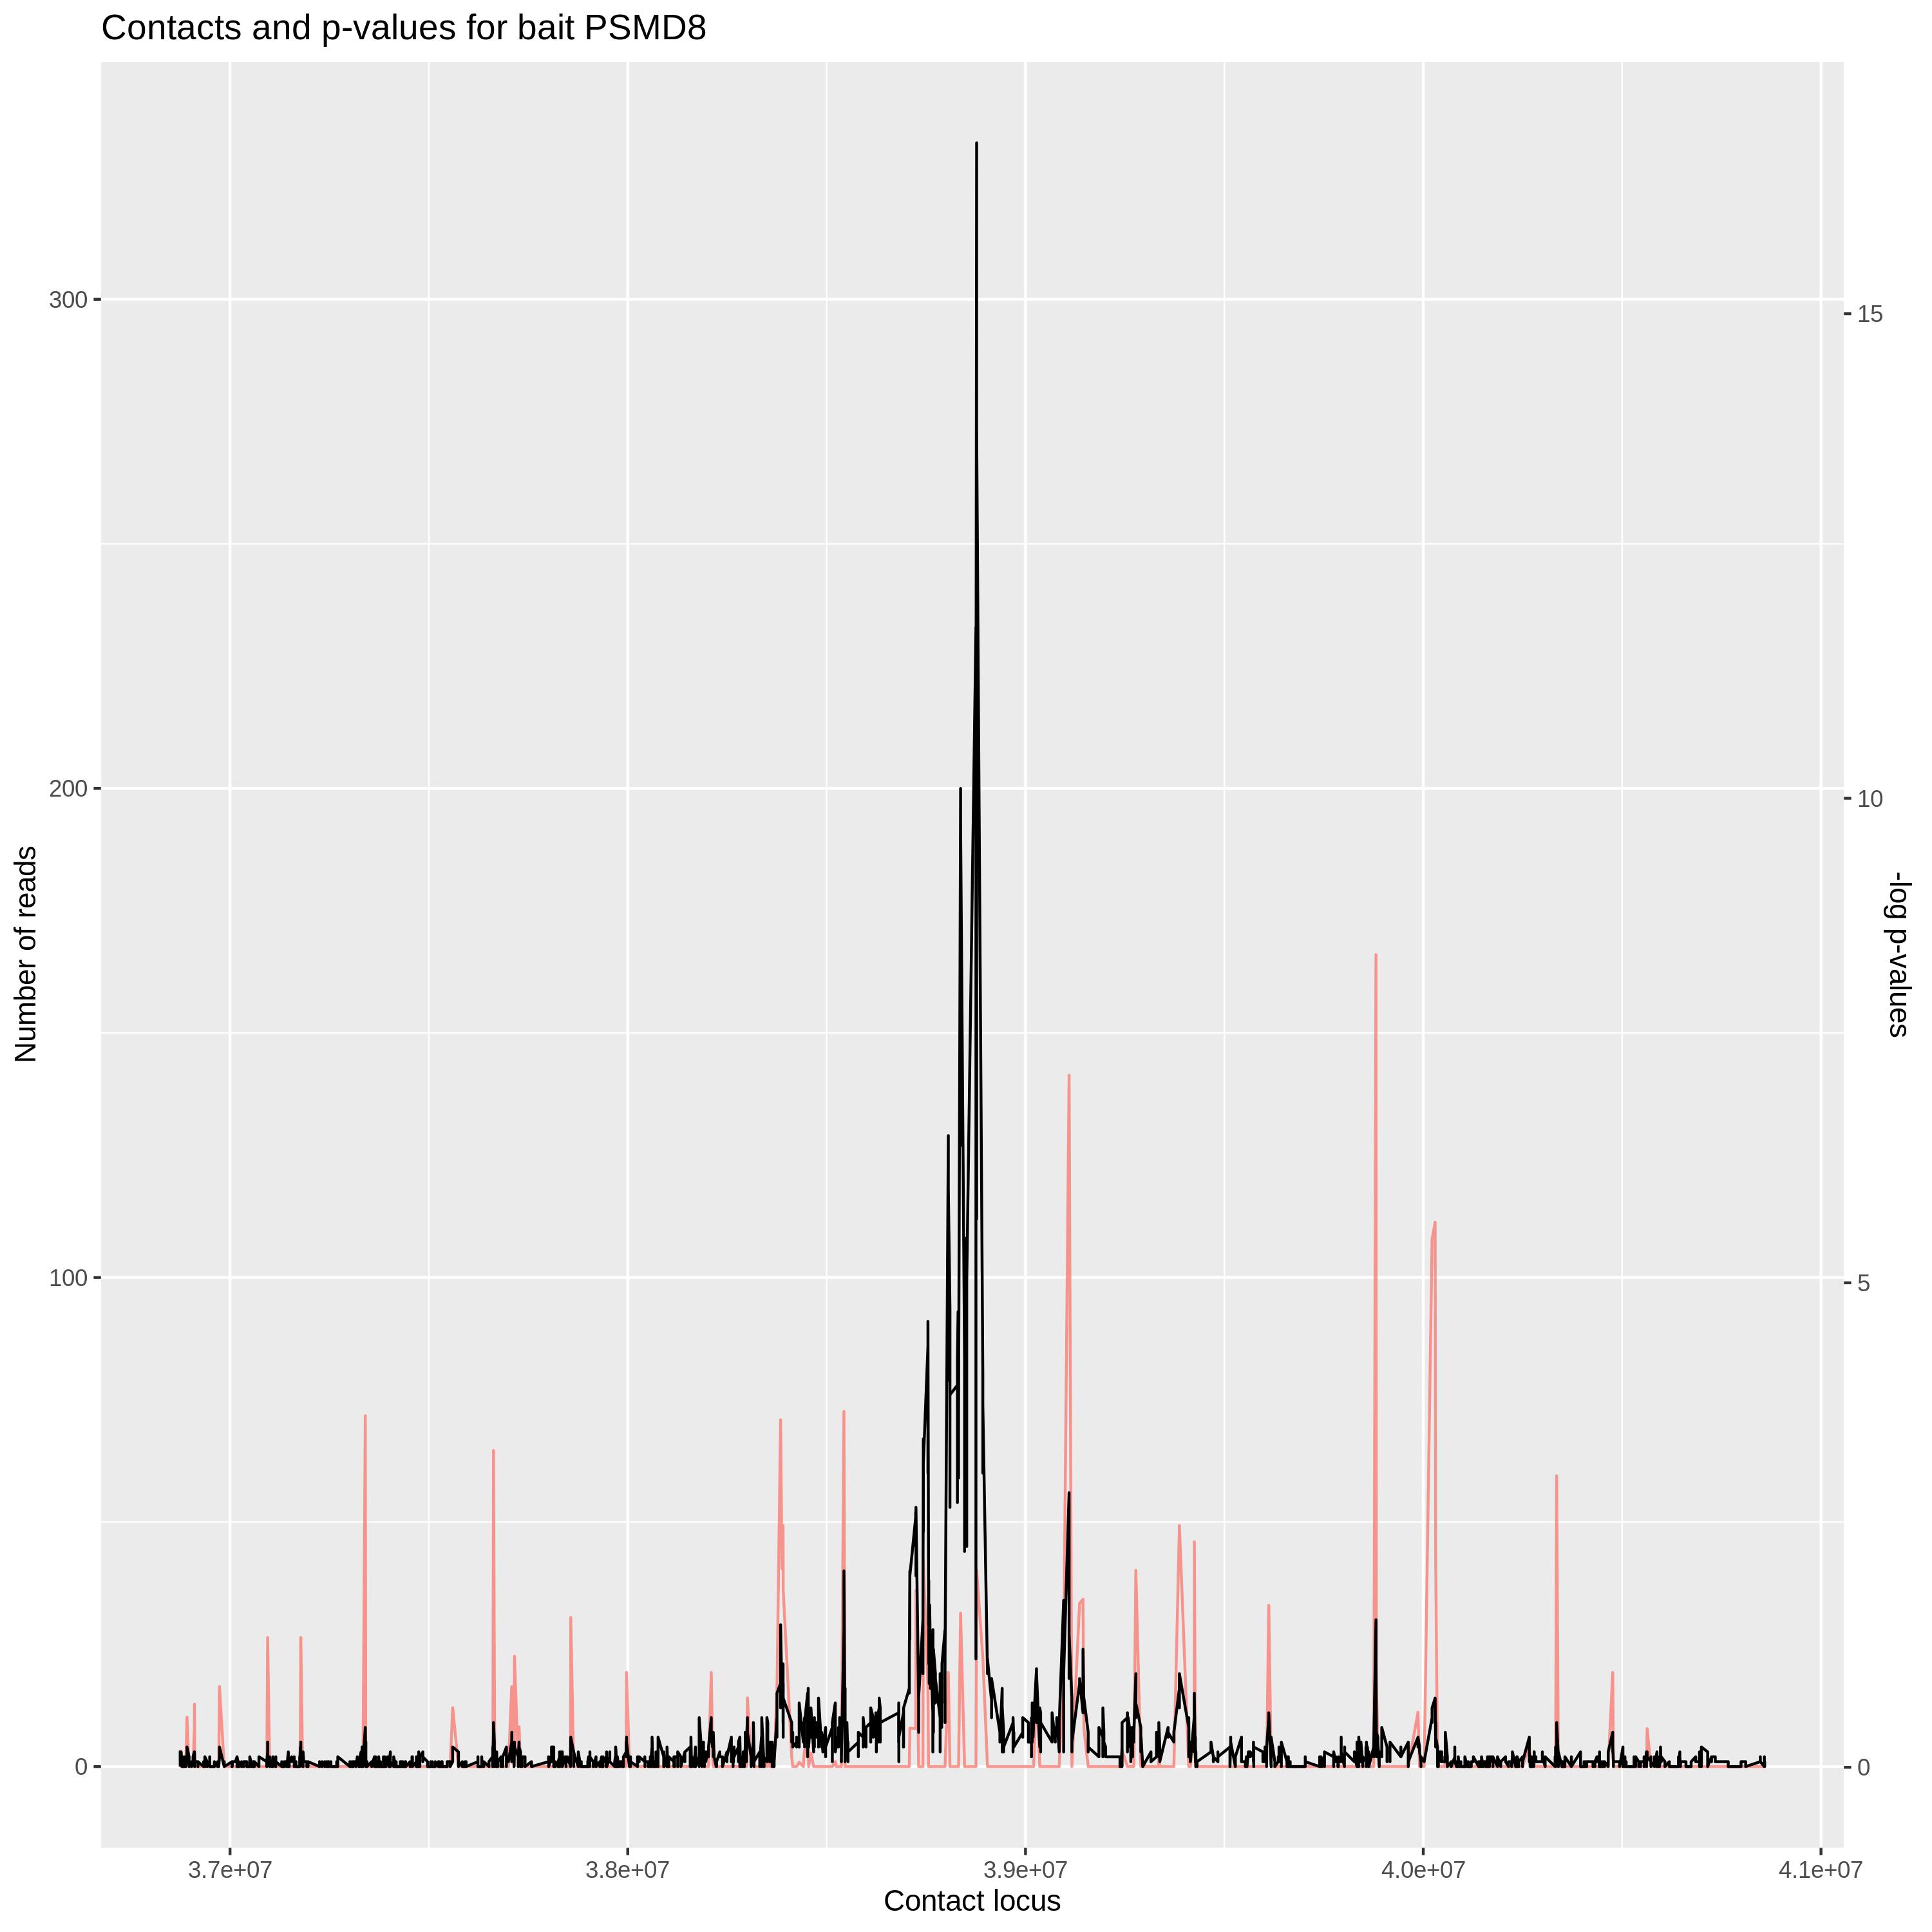 Contacts and p-values for bait PSMD8
300
200
100
0
15
10
5
0
Number of reads
-log p-values
3.7e+07
3.8e+07
3.9e+07
4.0e+07
4.1e+07
Contact locus